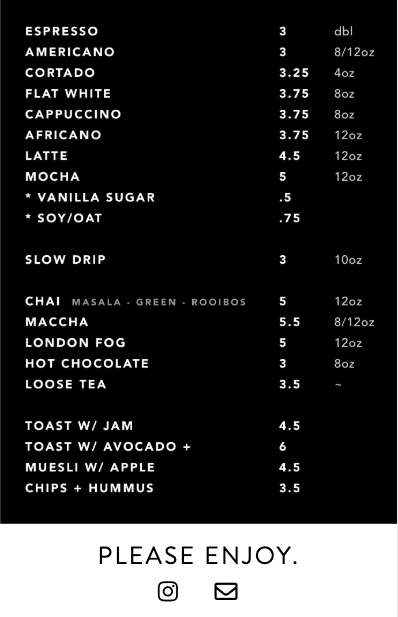 ESPRESSO 3 dbl
AMERICANO 3 8/12oz
CORTADO 3.25 4oz
FLAT WHITE 3.75 8oz
CAPPUCCINO 3.75 8oz
AFRICANO 3.75 12oz
LATTE 4.5 12oz
MOCHA 5 12oz
* VANILLA SUGAR .5
* SOY/OAT .75
SLOW DRIP 3 10oz
CHAI MASALA - GREEN - ROOIBOS 5 12oz
MACCHA 5.5 8/12oz
LONDON FOG 5 12oz
HOT CHOCOLATE 3 8oz
LOOSE TEA 3.5 ~
TOAST W/ JAM 4.5
TOAST W/ AVOCADO + 6
MUESLI W/ APPLE 4.5
CHIPS + HUMMUS 3.5
PLEASE ENJOY.